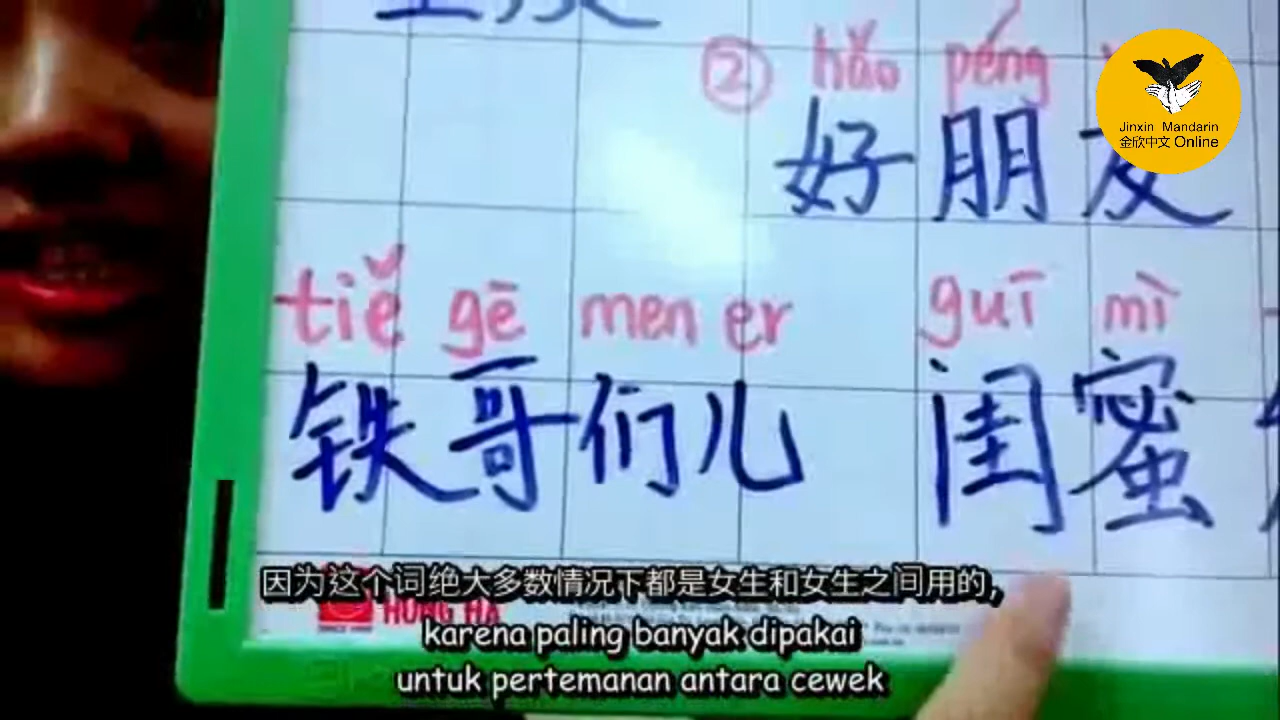 ② hǎo péng
好朋友
Jinxin Mandarin
金欣中文 Online
tiě gē men er guī mì
铁哥们儿 闺蜜
因为这个词绝大多数情况下都是女生和女生之间用的,
HONG HA
karena paling banyak dipakai
untuk pertemanan antara cewek